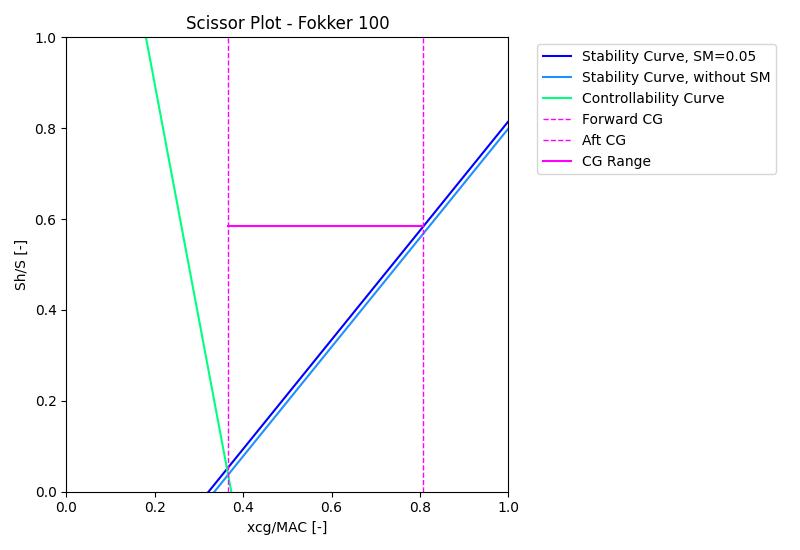 Scissor Plot - Fokker 100
1.0
0.8
0.6
0.4
0.2
0.0
Sh/S [-]
0.0 0.2 0.4 0.6 0.8 1.0
xcg/MAC [-]
Stability Curve, SM=0.05
Stability Curve, without SM
Controllability Curve
Forward CG
Aft CG
CG Range